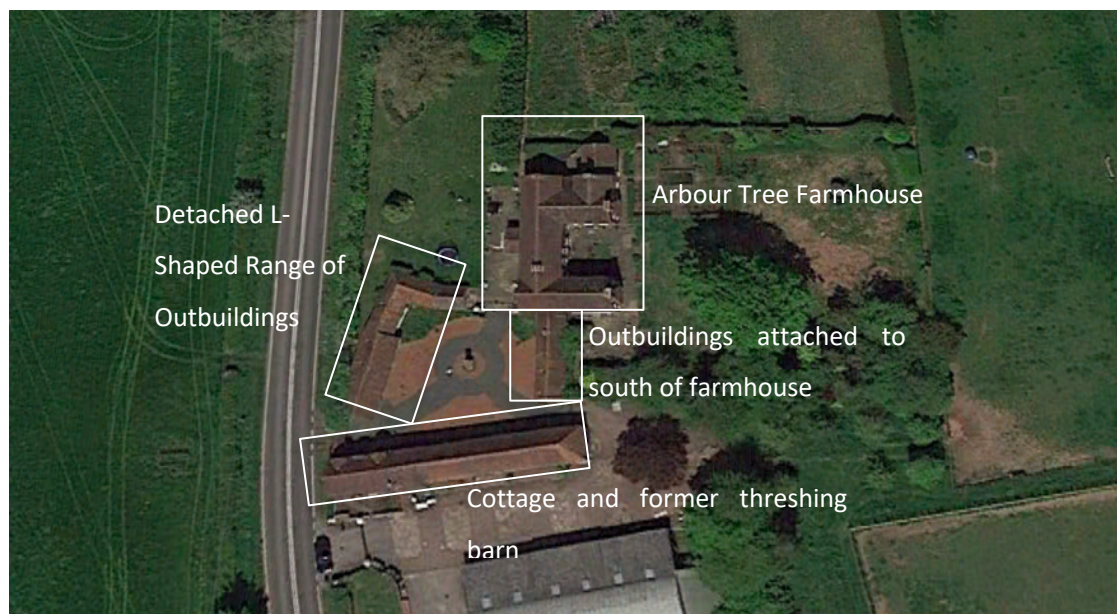 Arbour Tree Farmhouse
Detached L-
Shaped Range of
Outbuildings
Outbuildings attached to
south of farmhouse
Cottage and former threshing
barn